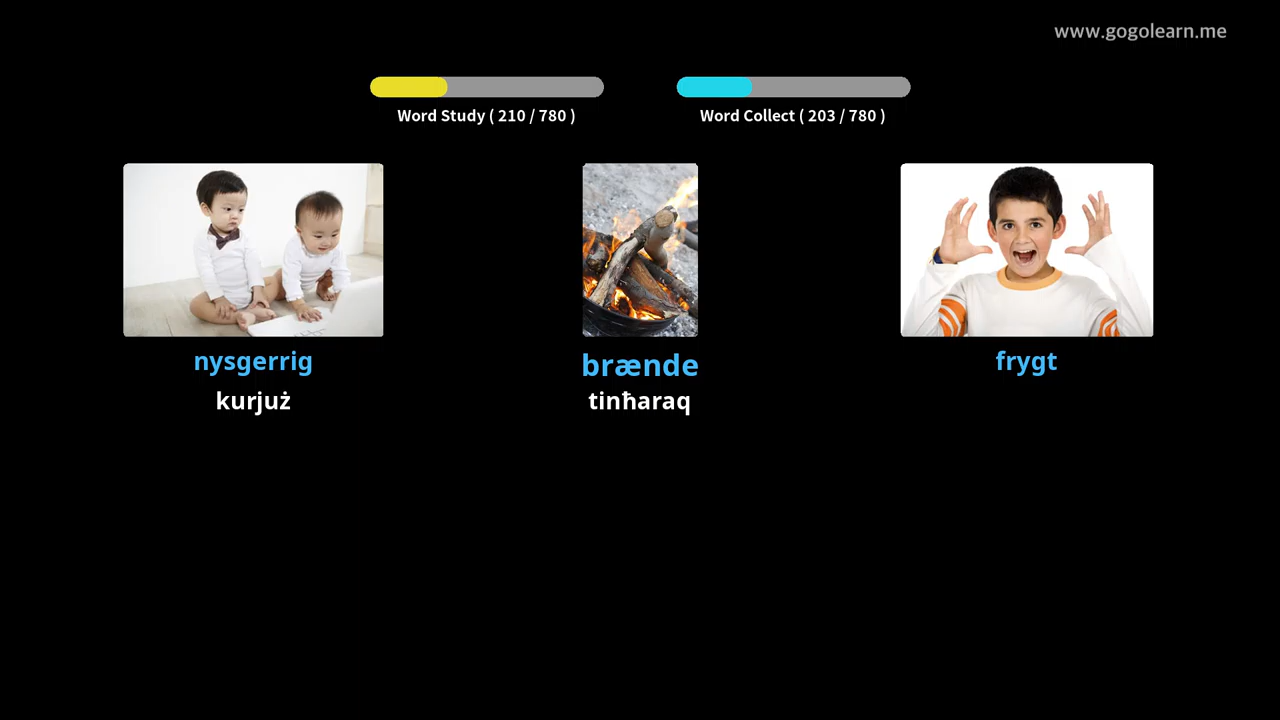 www.gogolearn.me
Word Study ( 210 / 780 )
Word Collect ( 203 / 780 )
nysgerrig
brænde
frygt
kurjuż
tinħaraq